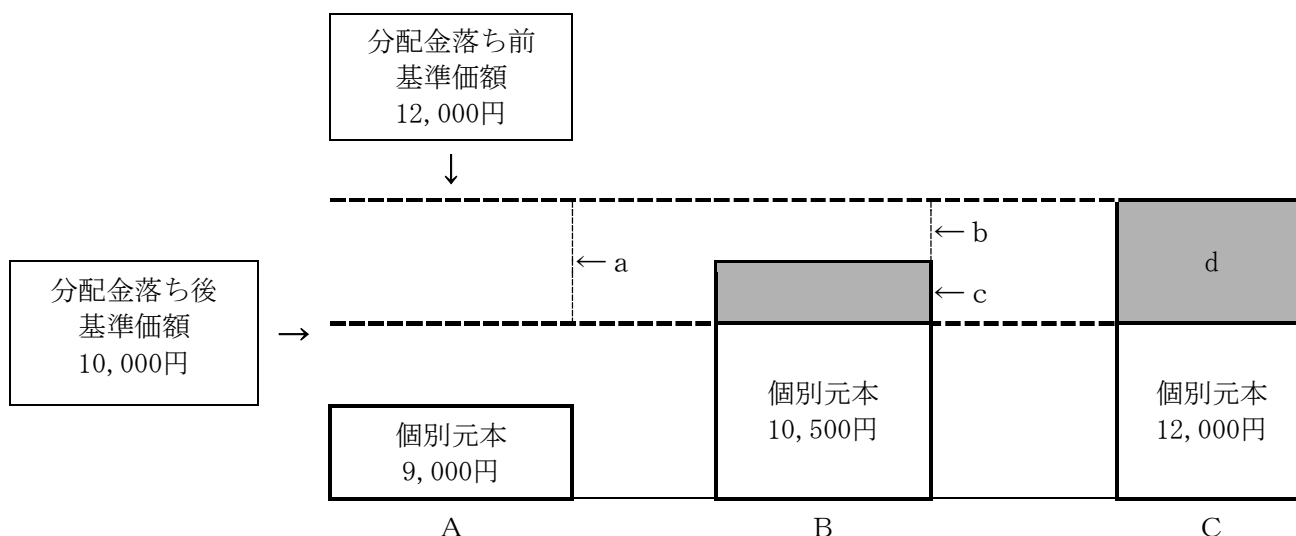 分配金落ち前
基準価額
12,000円
↓
← a
← b
← c
d
分配金落ち後
基準価額
10,000円
→
個別元本
9,000円
個別元本
10,500円
個別元本
12,000円
A
B
C